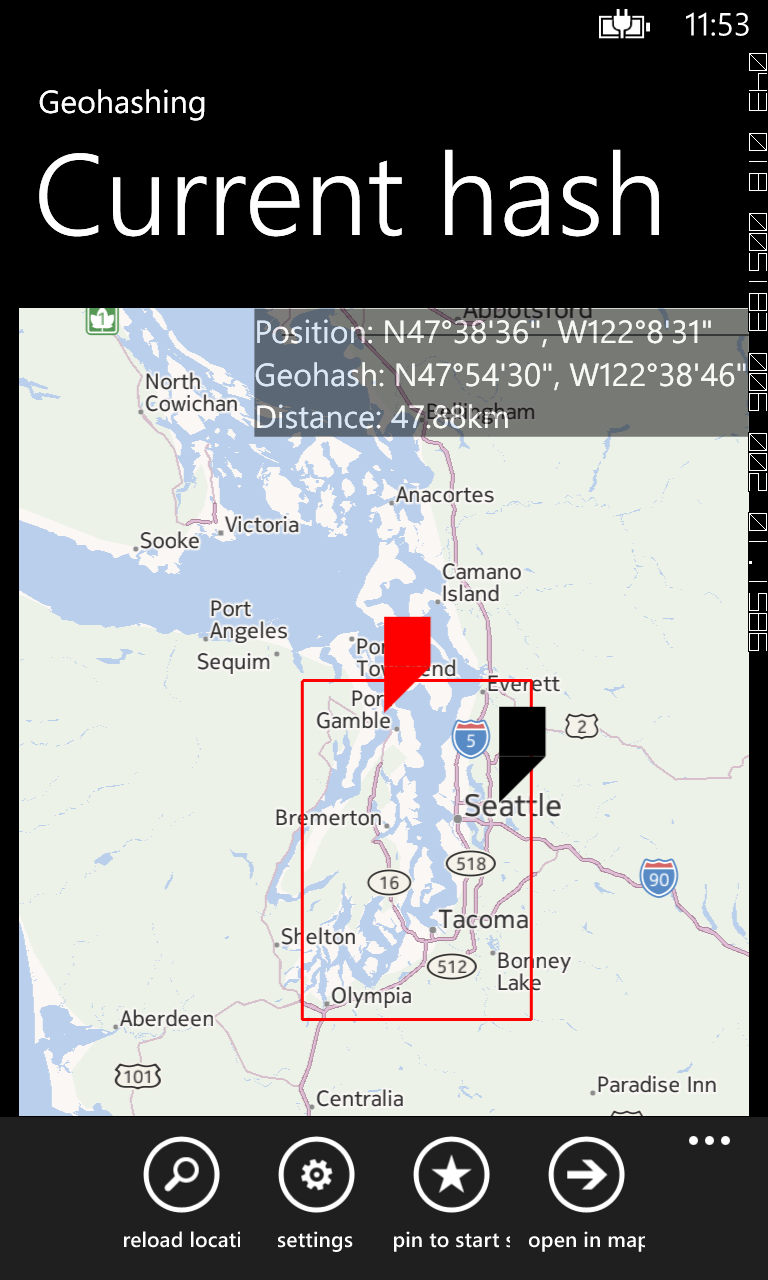 11:53
Geohashing
Current hash
1
Abbotsford
Position: N47°38'36", W122°8'31"
Geohash: N47°54'30", W122°38'46"
Distance: 47.88km
Bellingham
North
Cowichan
Anacortes
Victoria
Sooke
Camano
Island
Port
Angeles
Sequim
Everett
Gamble
5
2
Seattle
Bremerton
518
16
90
Tacoma
Shelton
512
Bonney
Lake
Olympia
Aberdeen
101
Paradise Inn
Centralia
reload locati
settings
pin to start s
open in map